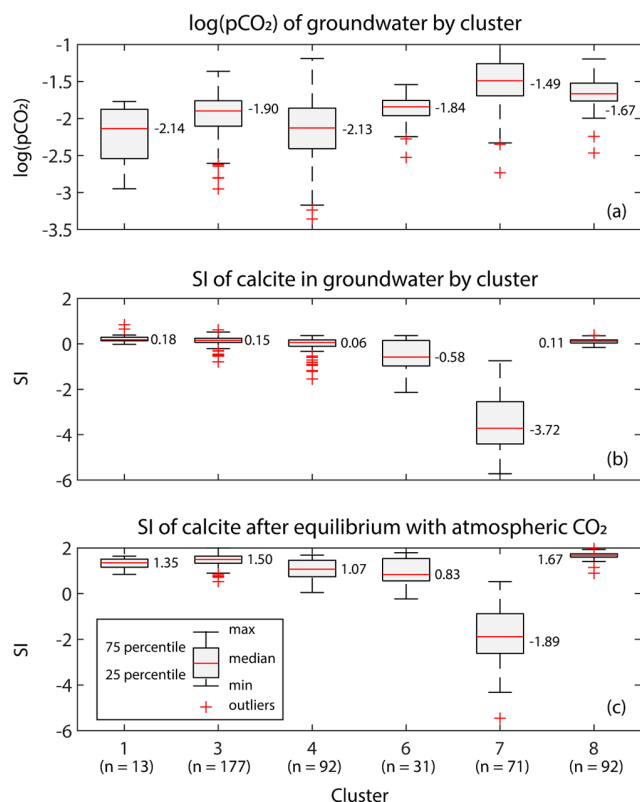 log(pCO₂) of groundwater by cluster
-1
-1.5
-2
-2.5
-3
-3.5
log(pCO₂)
-2.14
-1.90
-2.13
-1.84
-1.49
-1.67
(a)
SI of calcite in groundwater by cluster
2
0
-2
-4
-6
SI
0.18
0.15
0.06
-0.58
-3.72
0.11
(b)
SI of calcite after equilibrium with atmospheric CO₂
2
0
-2
-4
-6
SI
1.35
1.50
1.07
0.83
-1.89
1.67
75 percentile
25 percentile
max
median
min
outliers
(c)
1 3 4 6 7 8
(n = 13) (n = 177) (n = 92) (n = 31) (n = 71) (n = 92)
Cluster